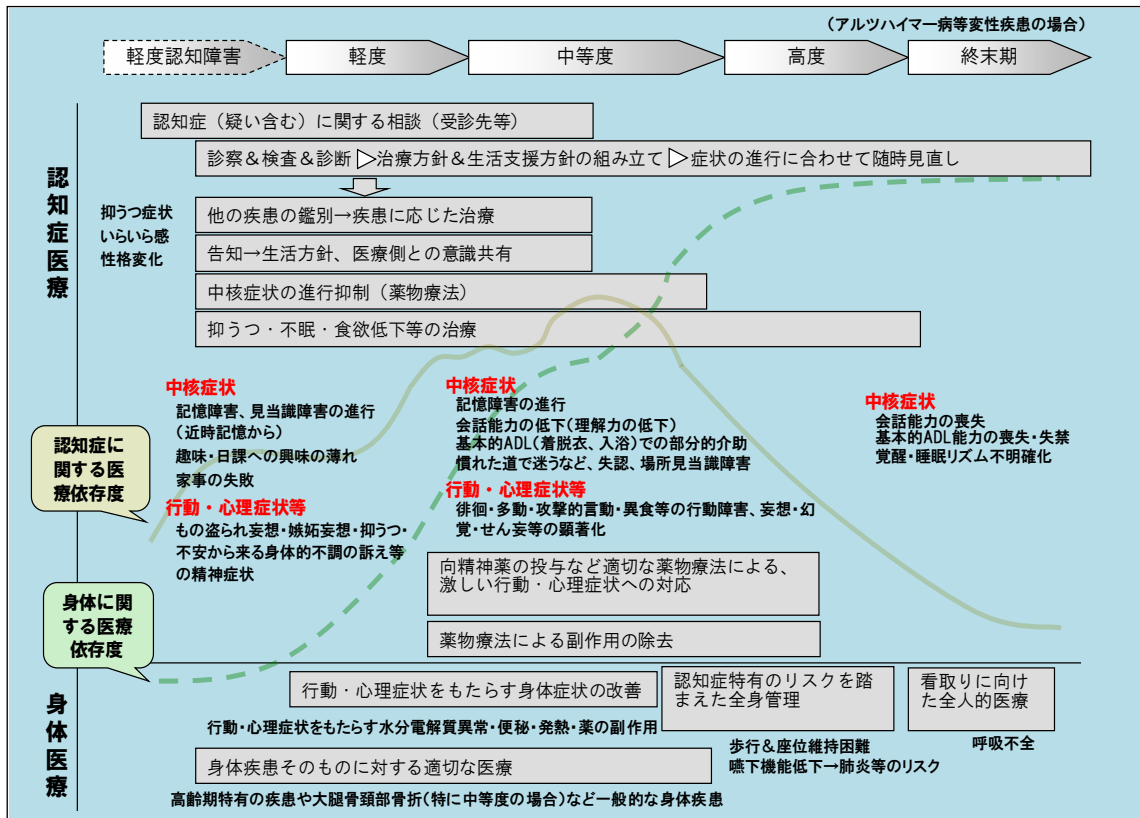 （アルツハイマー病等変性疾患の場合）
軽度認知障害
軽度
中等度
高度
終末期
認知症医療
認知症（疑い含む）に関する相談（受診先等）
診察＆検査＆診断▷治療方針＆生活支援方針の組み立て▷症状の進行に合わせて随時見直し
抑うつ症状
いらいら感
性格変化
他の疾患の鑑別→疾患に応じた治療
告知→生活方針、医療側との意識共有
中核症状の進行抑制（薬物療法）
抑うつ・不眠・食欲低下等の治療
中核症状
記憶障害、見当識障害の進行
（近時記憶から）
趣味・日課への興味の薄れ
家事の失敗
行動・心理症状等
もの盗られ妄想・嫉妬妄想・抑うつ・
不安から来る身体的不調の訴え等
の精神症状
中核症状
記憶障害の進行
会話能力の低下（理解力の低下）
基本的ADL（着脱衣、入浴）での部分的介助
慣れた道で迷うなど、失認、場所見当識障害
行動・心理症状等
徘徊・多動・攻撃的言動・異食等の行動障害、妄想・幻
覚・せん妄等の顕著化
中核症状
会話能力の喪失
基本的ADL能力の喪失・失禁
覚醒・睡眠リズム不明確化
認知症に
関する医
療依存度
向精神薬の投与など適切な薬物療法による、
激しい行動・心理症状への対応
薬物療法による副作用の除去
身体に関
する医療
依存度
身体医療
行動・心理症状をもたらす身体症状の改善
行動・心理症状をもたらす水分電解質異常・便秘・発熱・薬の副作用
認知症特有のリスクを踏
まえた全身管理
歩行＆座位維持困難
嚥下機能低下→肺炎等のリスク
看取りに向け
た全人的医療
呼吸不全
身体疾患そのものに対する適切な医療
高齢期特有の疾患や大腿骨頚部骨折（特に中等度の場合）など一般的な身体疾患